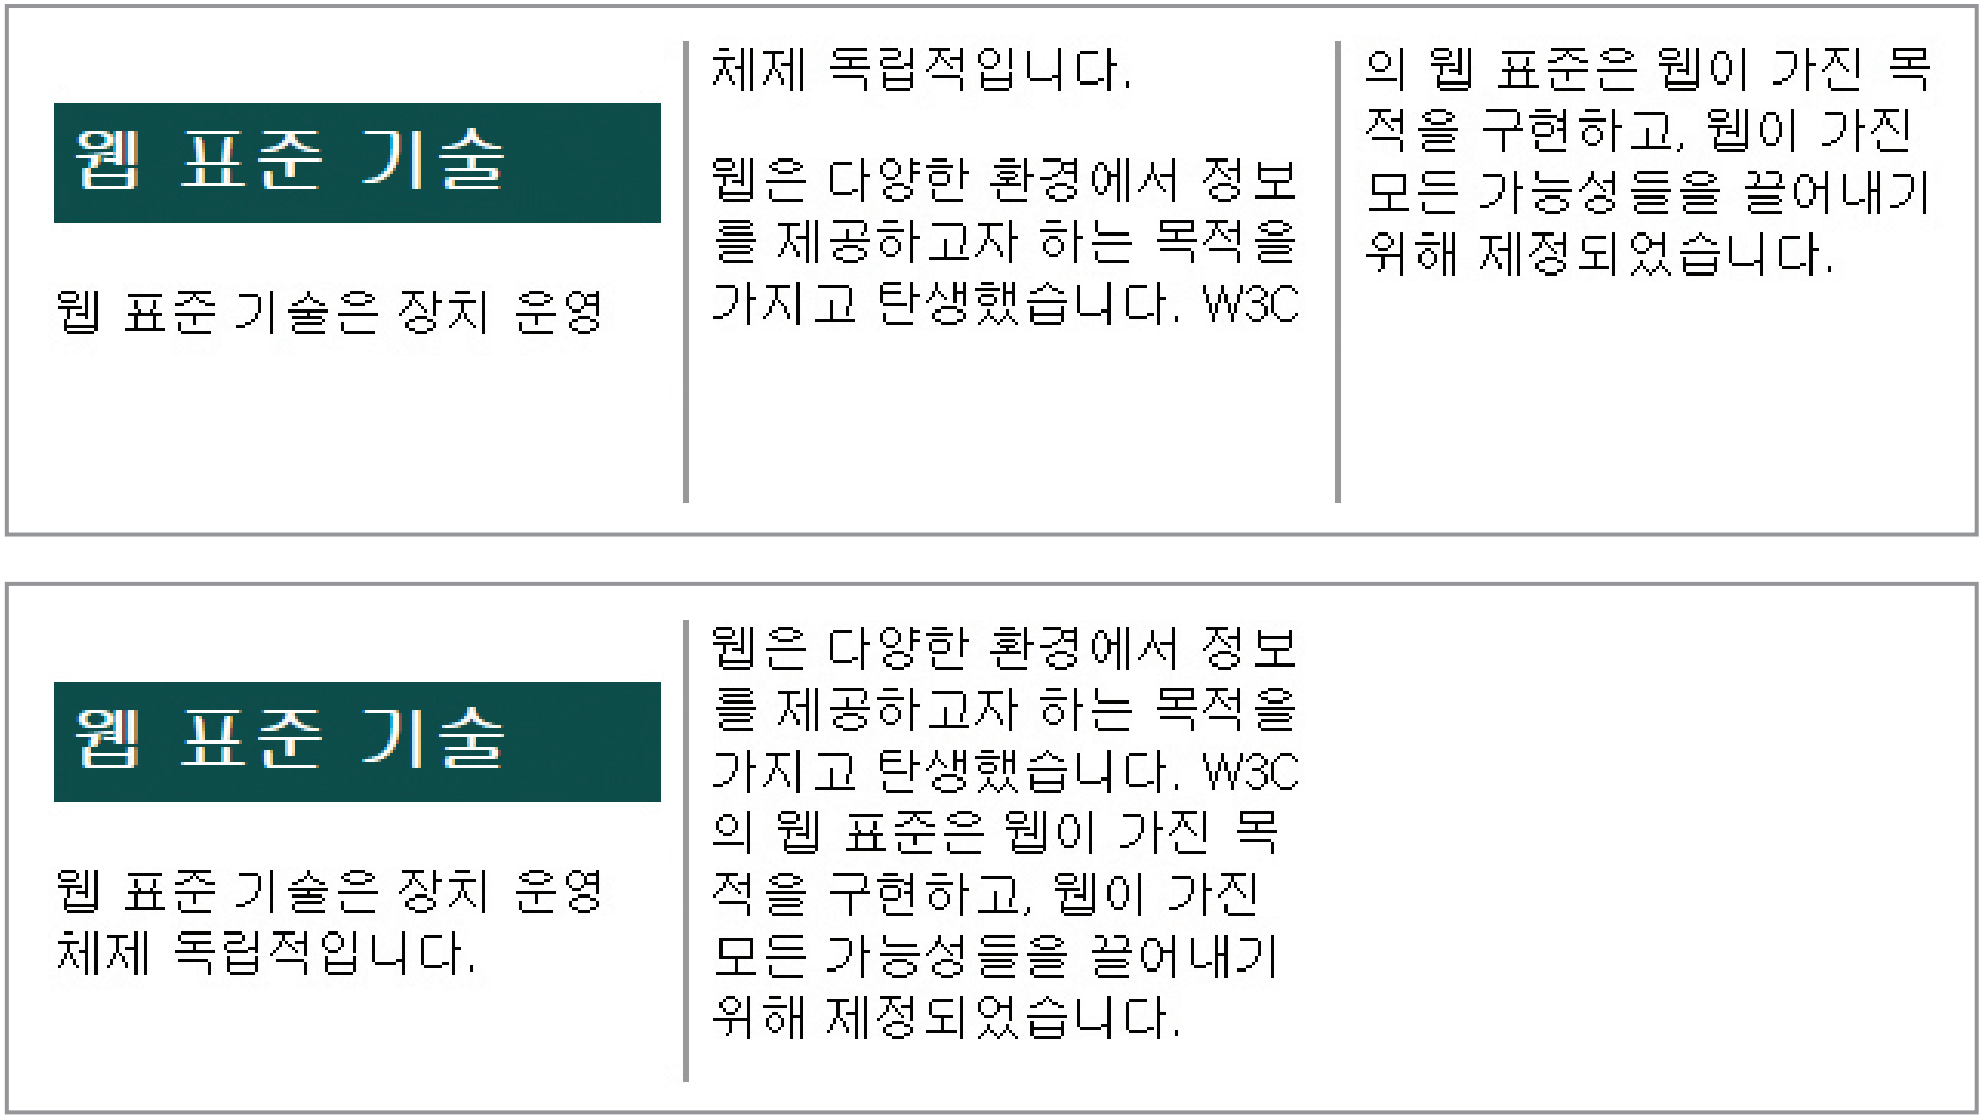 웹 표준 기술
웹 표준 기술은 장치 운영
체제 독립적입니다.
웹은 다양한 환경에서 정보
를 제공하고자 하는 목적을
가지고 탄생했습니다. W3C
의 웹 표준은 웹이 가진 목
적을 구현하고, 웹이 가진
모든 가능성들을 끌어내기
위해 제정되었습니다.
웹 표준 기술
웹 표준 기술은 장치 운영
체제 독립적입니다.
웹은 다양한 환경에서 정보
를 제공하고자 하는 목적을
가지고 탄생했습니다. W3C
의 웹 표준은 웹이 가진 목
적을 구현하고, 웹이 가진
모든 가능성들을 끌어내기
위해 제정되었습니다.